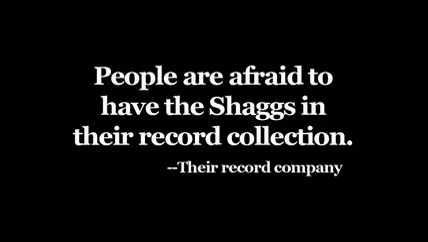 People are afraid to
have the Shaggs in
their record collection.
--Their record company